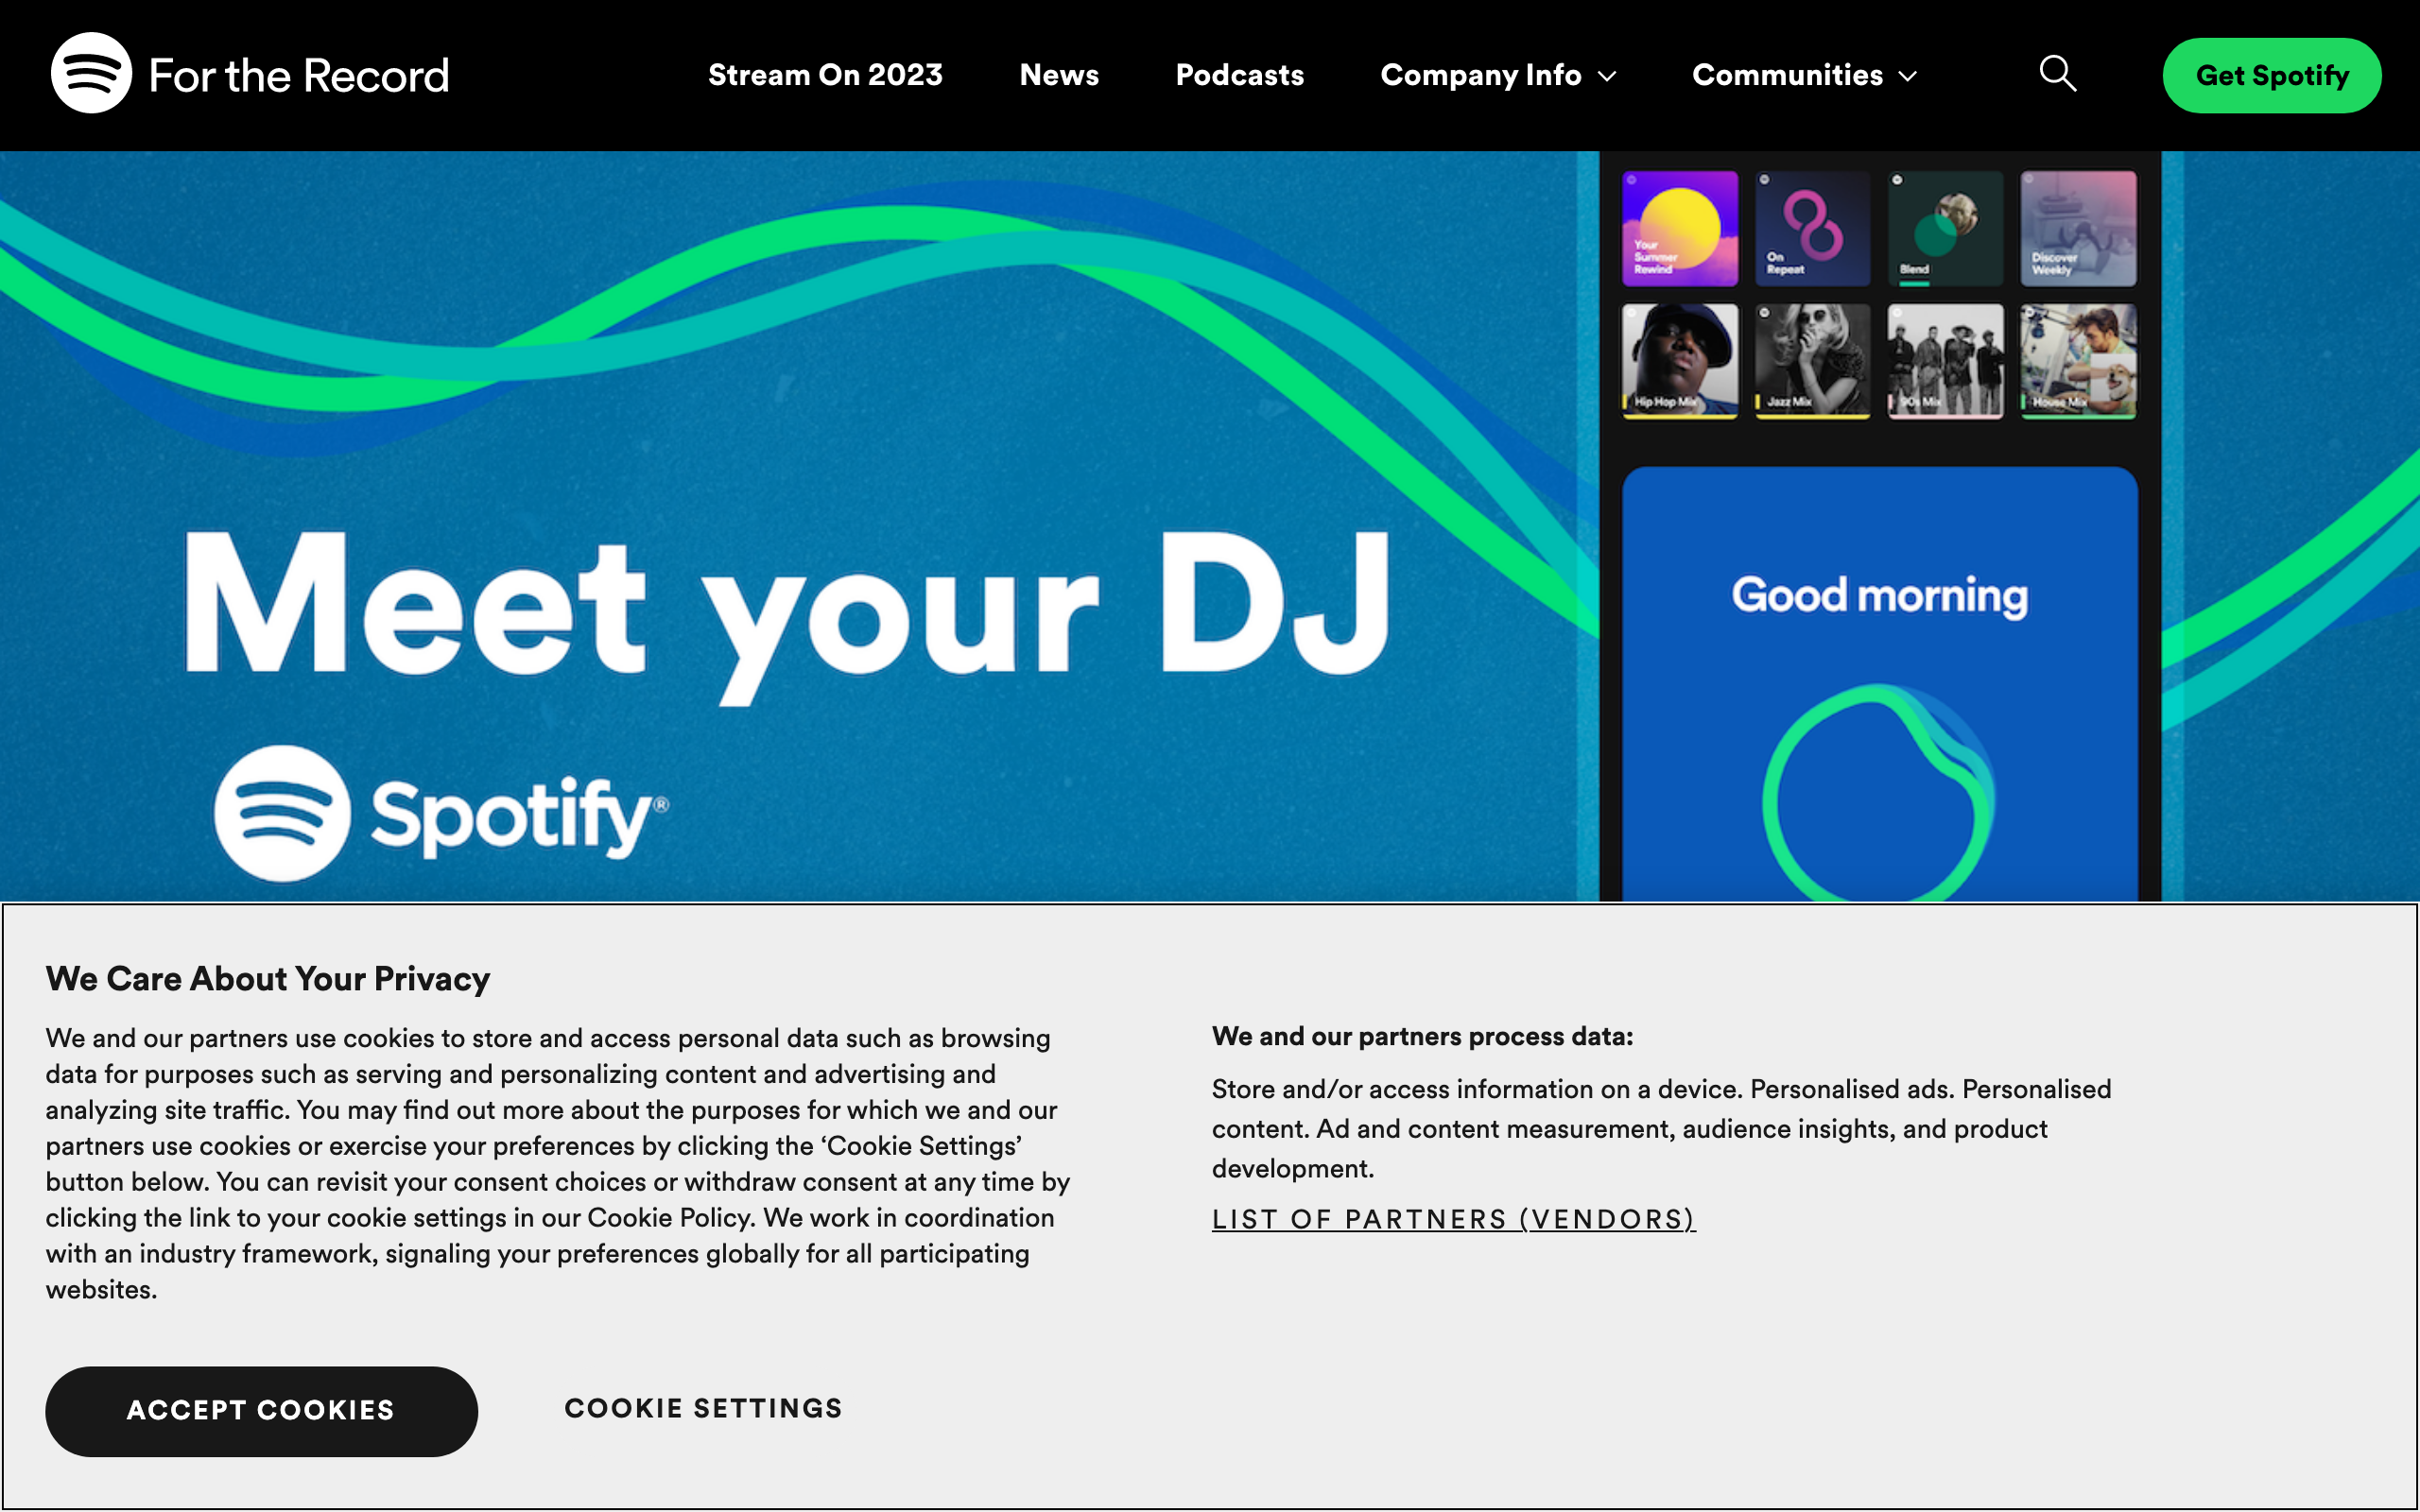 For the Record
Stream On 2023
News
Podcasts
Company Info
Communities
Get Spotify
Your
Summer
Rewind
On
Repeat
Blend
Discover
Weekly
Hip Hop Mix
Jazz Mix
90s Mix
House Mix
Meet your DJ
Good morning
Spotify®
We Care About Your Privacy
We and our partners use cookies to store and access personal data such as browsing
data for purposes such as serving and personalizing content and advertising and
analyzing site traffic. You may find out more about the purposes for which we and our
partners use cookies or exercise your preferences by clicking the ‘Cookie Settings’
button below. You can revisit your consent choices or withdraw consent at any time by
clicking the link to your cookie settings in our Cookie Policy. We work in coordination
with an industry framework, signaling your preferences globally for all participating
websites.
We and our partners process data:
Store and/or access information on a device. Personalised ads. Personalised
content. Ad and content measurement, audience insights, and product
development.
LIST OF PARTNERS (VENDORS)
ACCEPT COOKIES
COOKIE SETTINGS